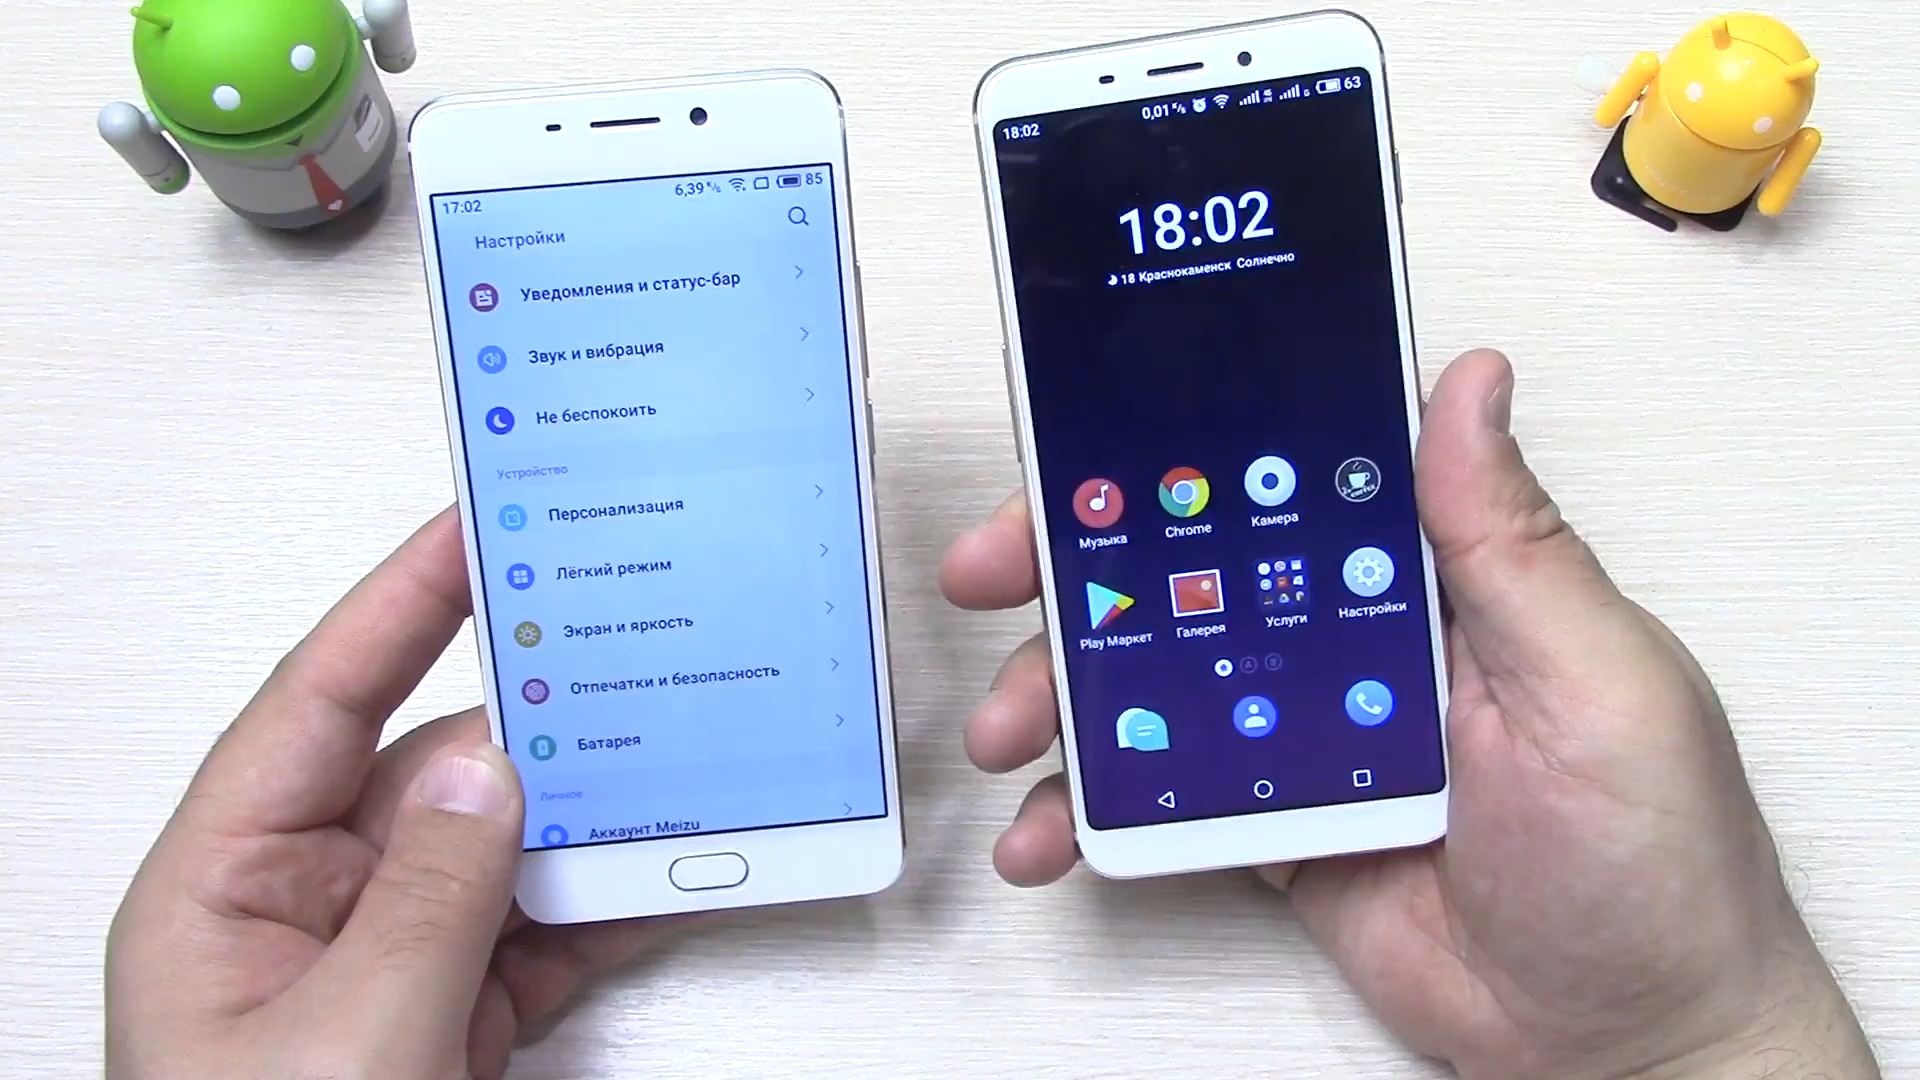 17:02
6,39 К/s
85
Настройки
Уведомления и статус-бар
Звук и вибрация
Не беспокоить
Устройство
Персонализация
Лёгкий режим
Экран и яркость
Отпечатки и безопасность
Батарея
Личное
Аккаунт Meizu
18:02
0,01 К/s
63
18:02
18 Краснокаменск Солнечно
Музыка
Chrome
Камера
Play Маркет
Галерея
Услуги
Настройки